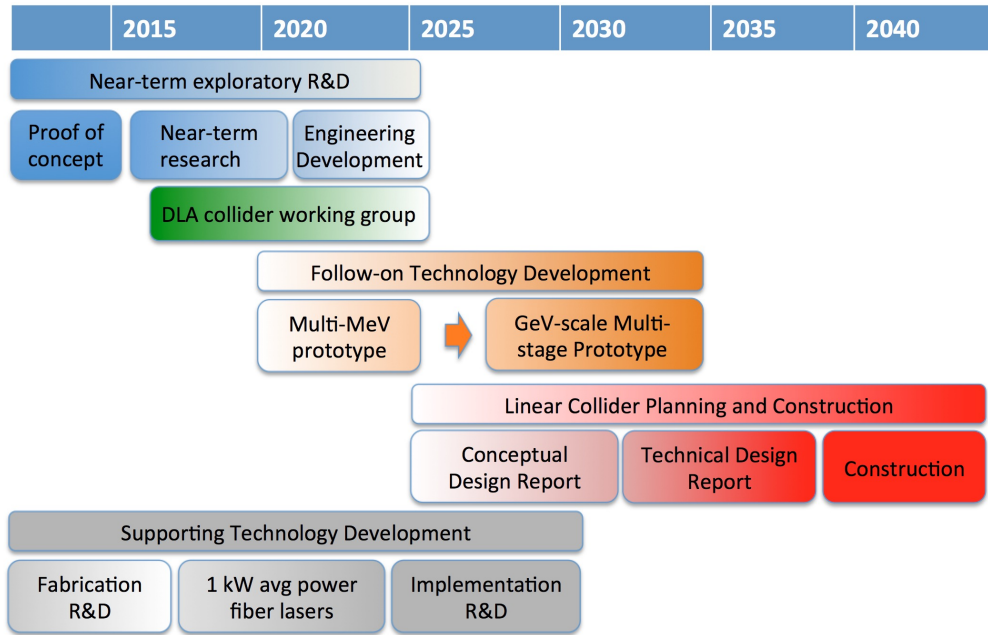 2015 2020 2025 2030 2035 2040
Near-term exploratory R&D
Proof of
concept
Near-term
research
Engineering
Development
DLA collider working group
Follow-on Technology Development
Multi-MeV
prototype
GeV-scale Multi-
stage Prototype
Linear Collider Planning and Construction
Conceptual
Design Report
Technical Design
Report
Construction
Supporting Technology Development
Fabrication
R&D
1 kW avg power
fiber lasers
Implementation
R&D